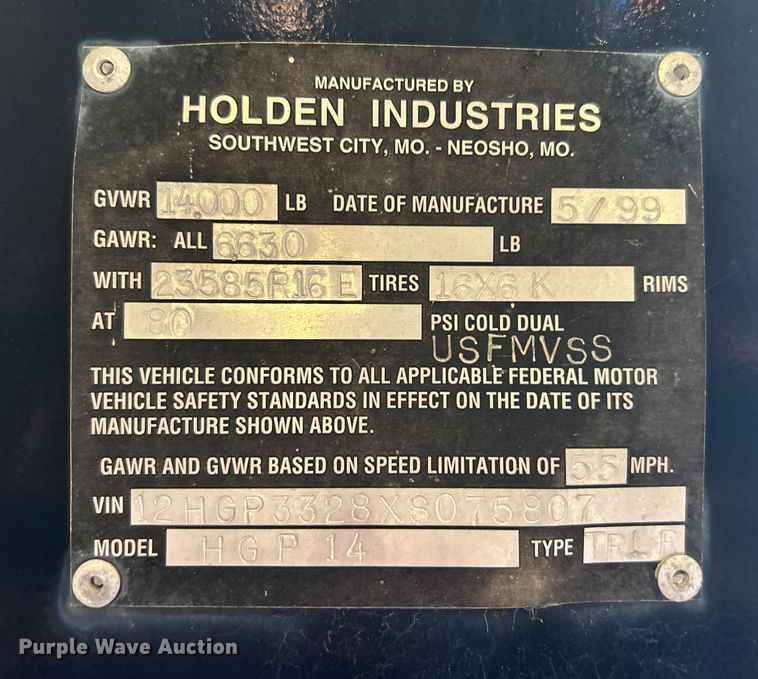 MANUFACTURED BY
HOLDEN INDUSTRIES
SOUTHWEST CITY, MO. - NEOSHO, MO.
GVWR 14,000 LB DATE OF MANUFACTURE 5/99
GAWR: ALL 6630 LB
WITH 23585R16 E TIRES 16X6 K RIMS
AT 80 PSI COLD DUAL
USFMVSS
THIS VEHICLE CONFORMS TO ALL APPLICABLE FEDERAL MOTOR
VEHICLE SAFETY STANDARDS IN EFFECT ON THE DATE OF ITS
MANUFACTURE SHOWN ABOVE.
GAWR AND GVWR BASED ON SPEED LIMITATION OF 55 MPH.
VIN 12HGP3328XS075807
MODEL HGP 14 TYPE TRLR
Purple Wave Auction